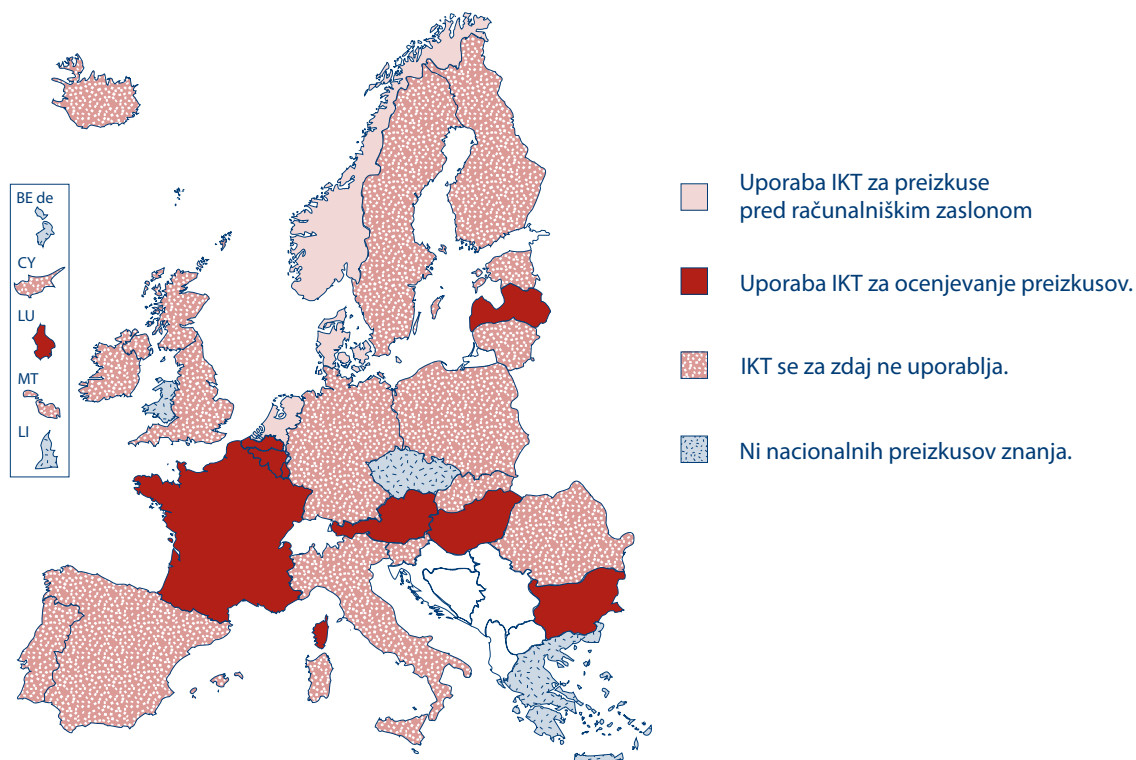 BE de
CY
LU
MT
LI
Uporaba IKT za preizkuse
pred računalniškim zaslonom
Uporaba IKT za ocenjevanje preizkusov.
IKT se za zdaj ne uporablja.
Ni nacionalnih preizkusov znanja.